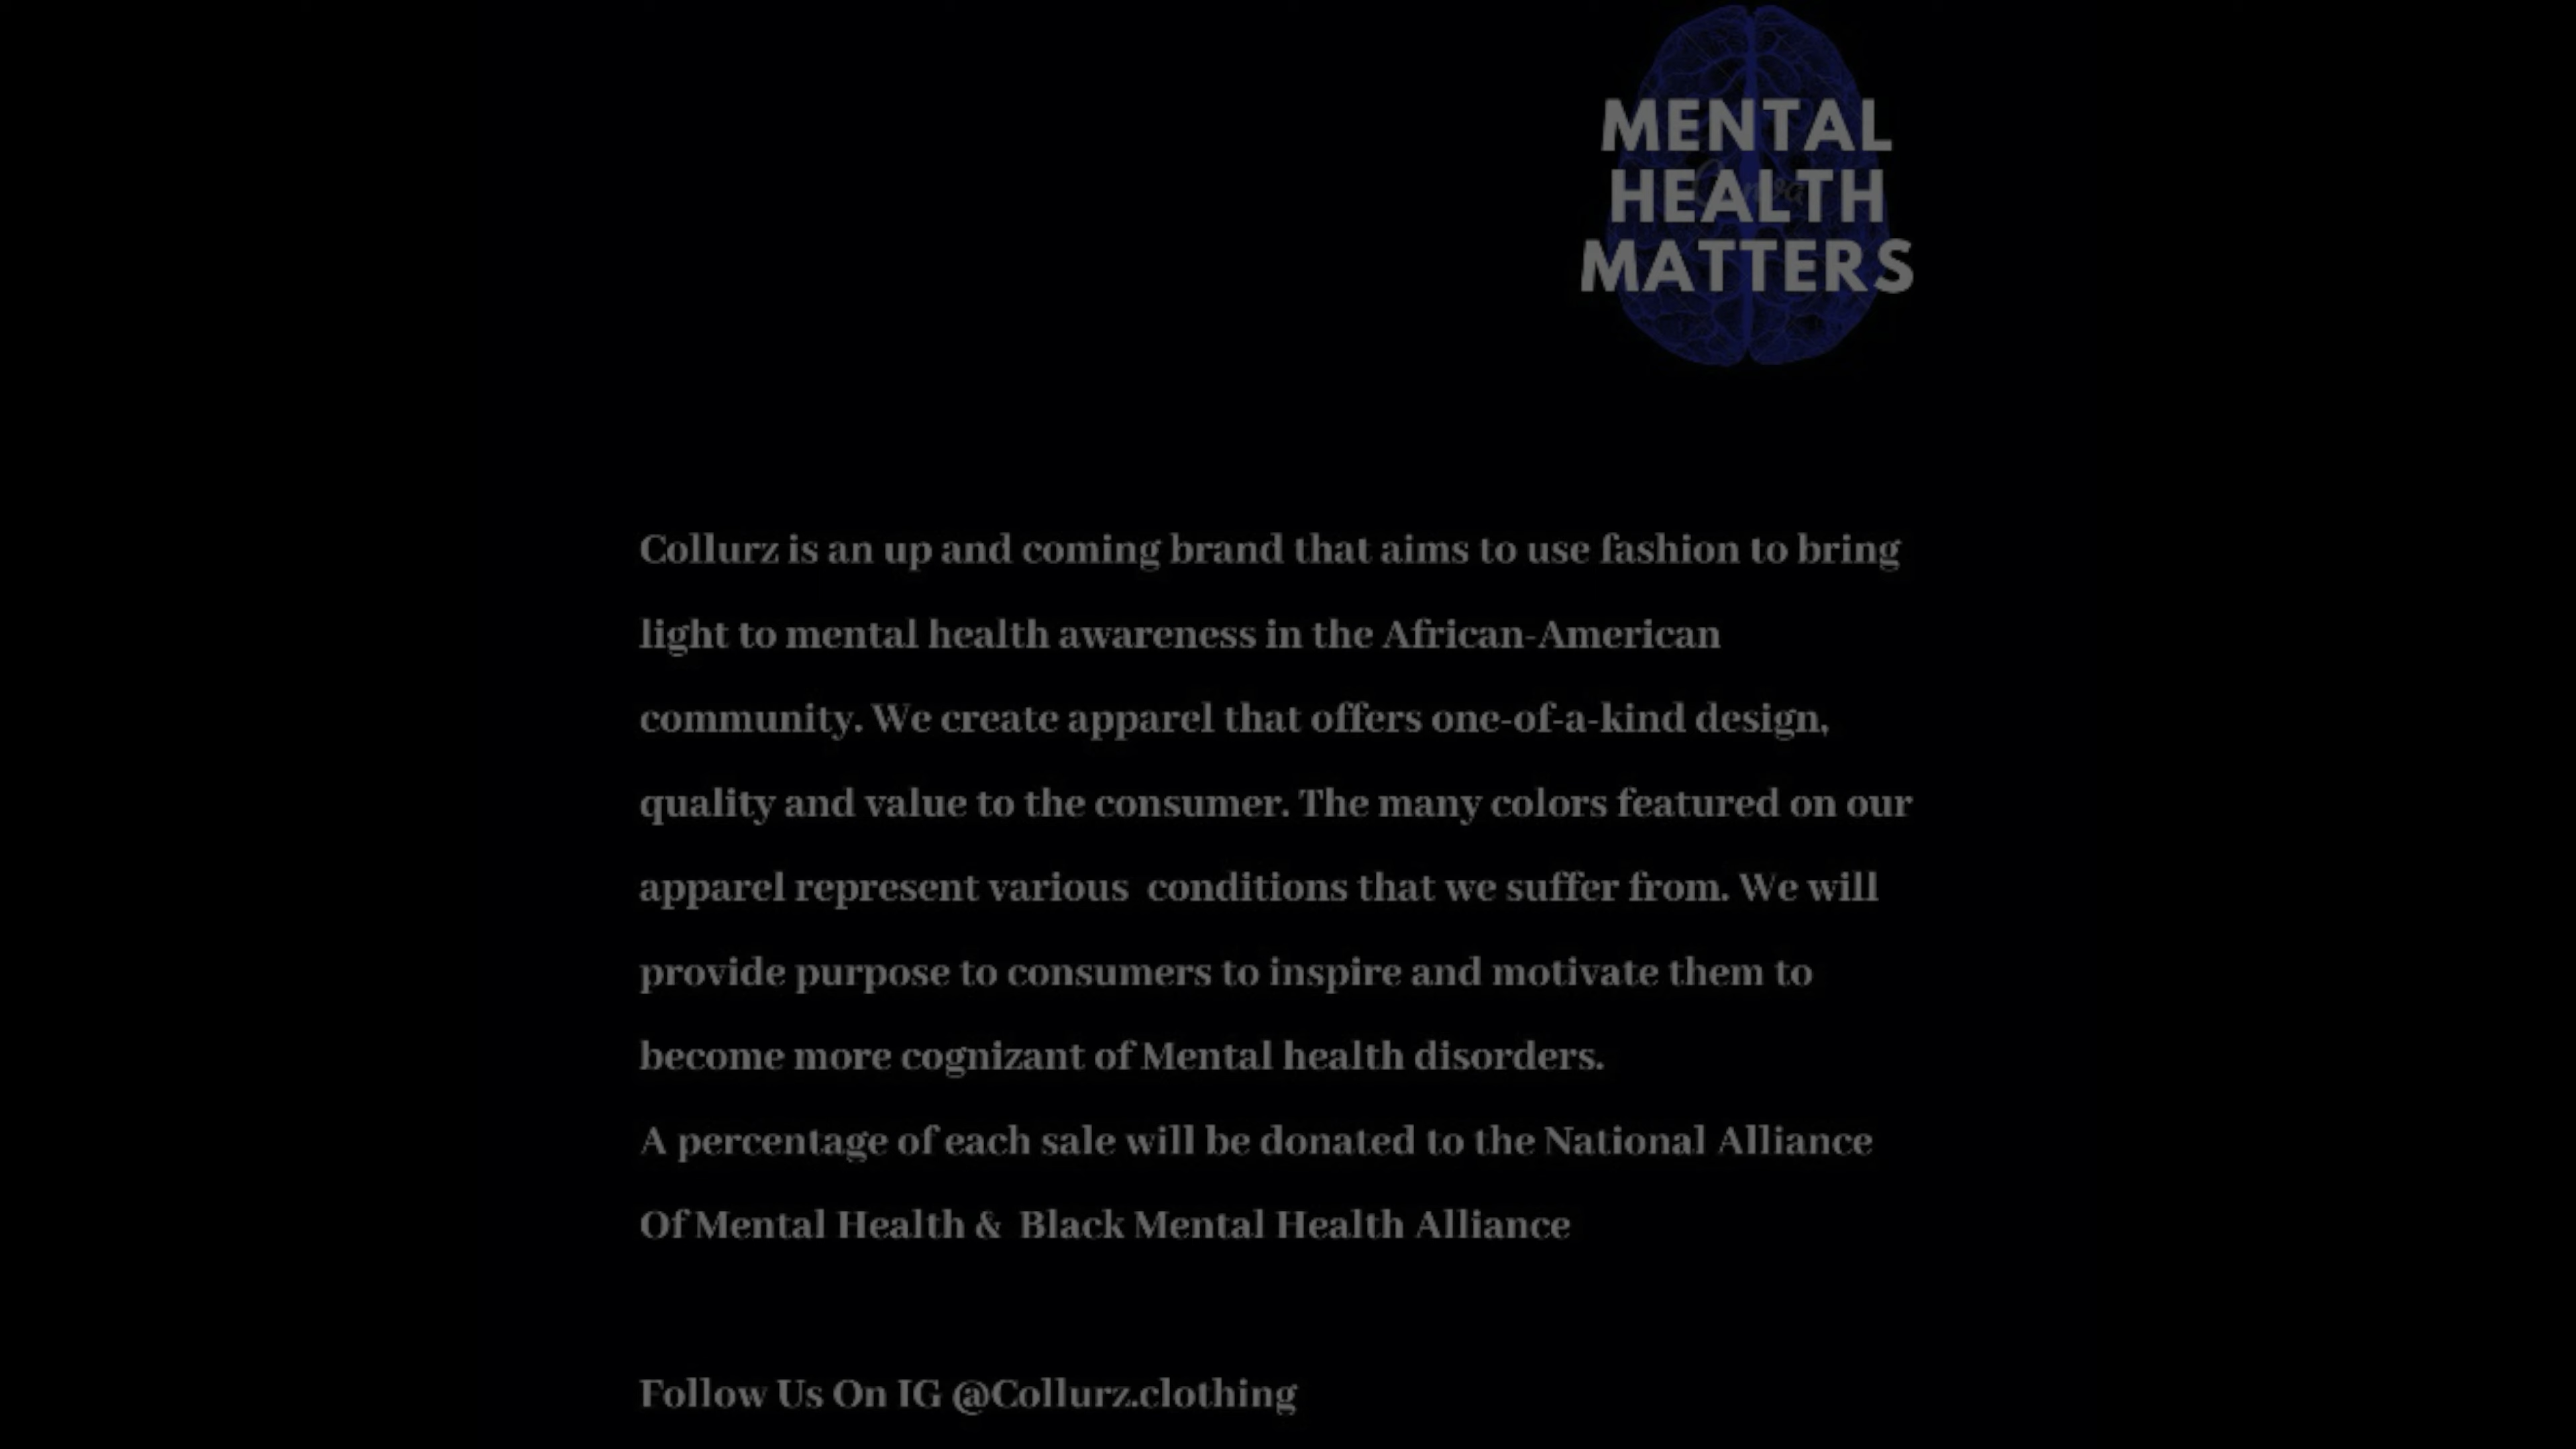 MENTAL
HEALTH
MATTERS
Collurz is an up and coming brand that aims to use fashion to bring
light to mental health awareness in the African-American
community. We create apparel that offers one-of-a-kind design,
quality and value to the consumer. The many colors featured on our
apparel represent various  conditions that we suffer from. We will
provide purpose to consumers to inspire and motivate them to
become more cognizant of Mental health disorders.
A percentage of each sale will be donated to the National Alliance
Of Mental Health &  Black Mental Health Alliance
Follow Us On IG @Collurz.clothing